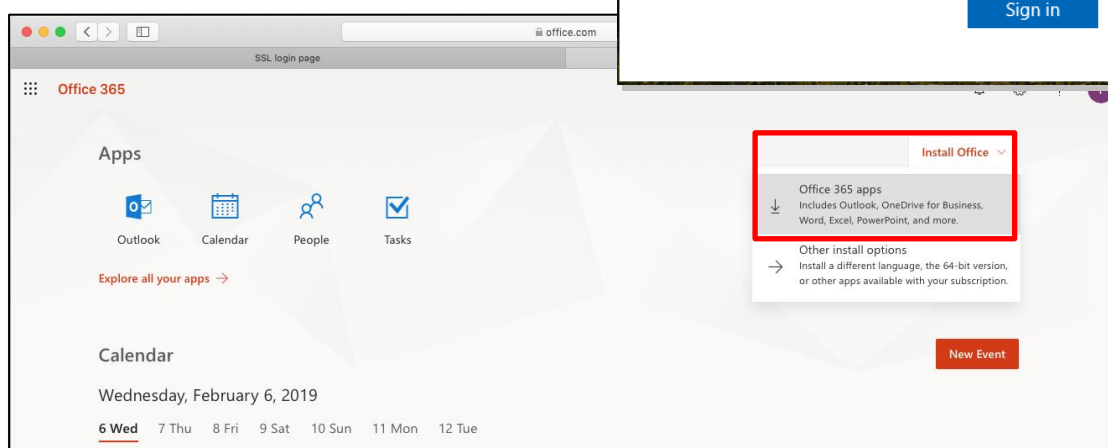 Sign in
office.com
SSL login page
Office 365
Apps
Install Office
Office 365 apps
Includes Outlook, OneDrive for Business,
Word, Excel, PowerPoint, and more.
Outlook Calendar People Tasks
Other install options
Install a different language, the 64-bit version,
or other apps available with your subscription.
Explore all your apps →
Calendar
New Event
Wednesday, February 6, 2019
6 Wed 7 Thu 8 Fri 9 Sat 10 Sun 11 Mon 12 Tue